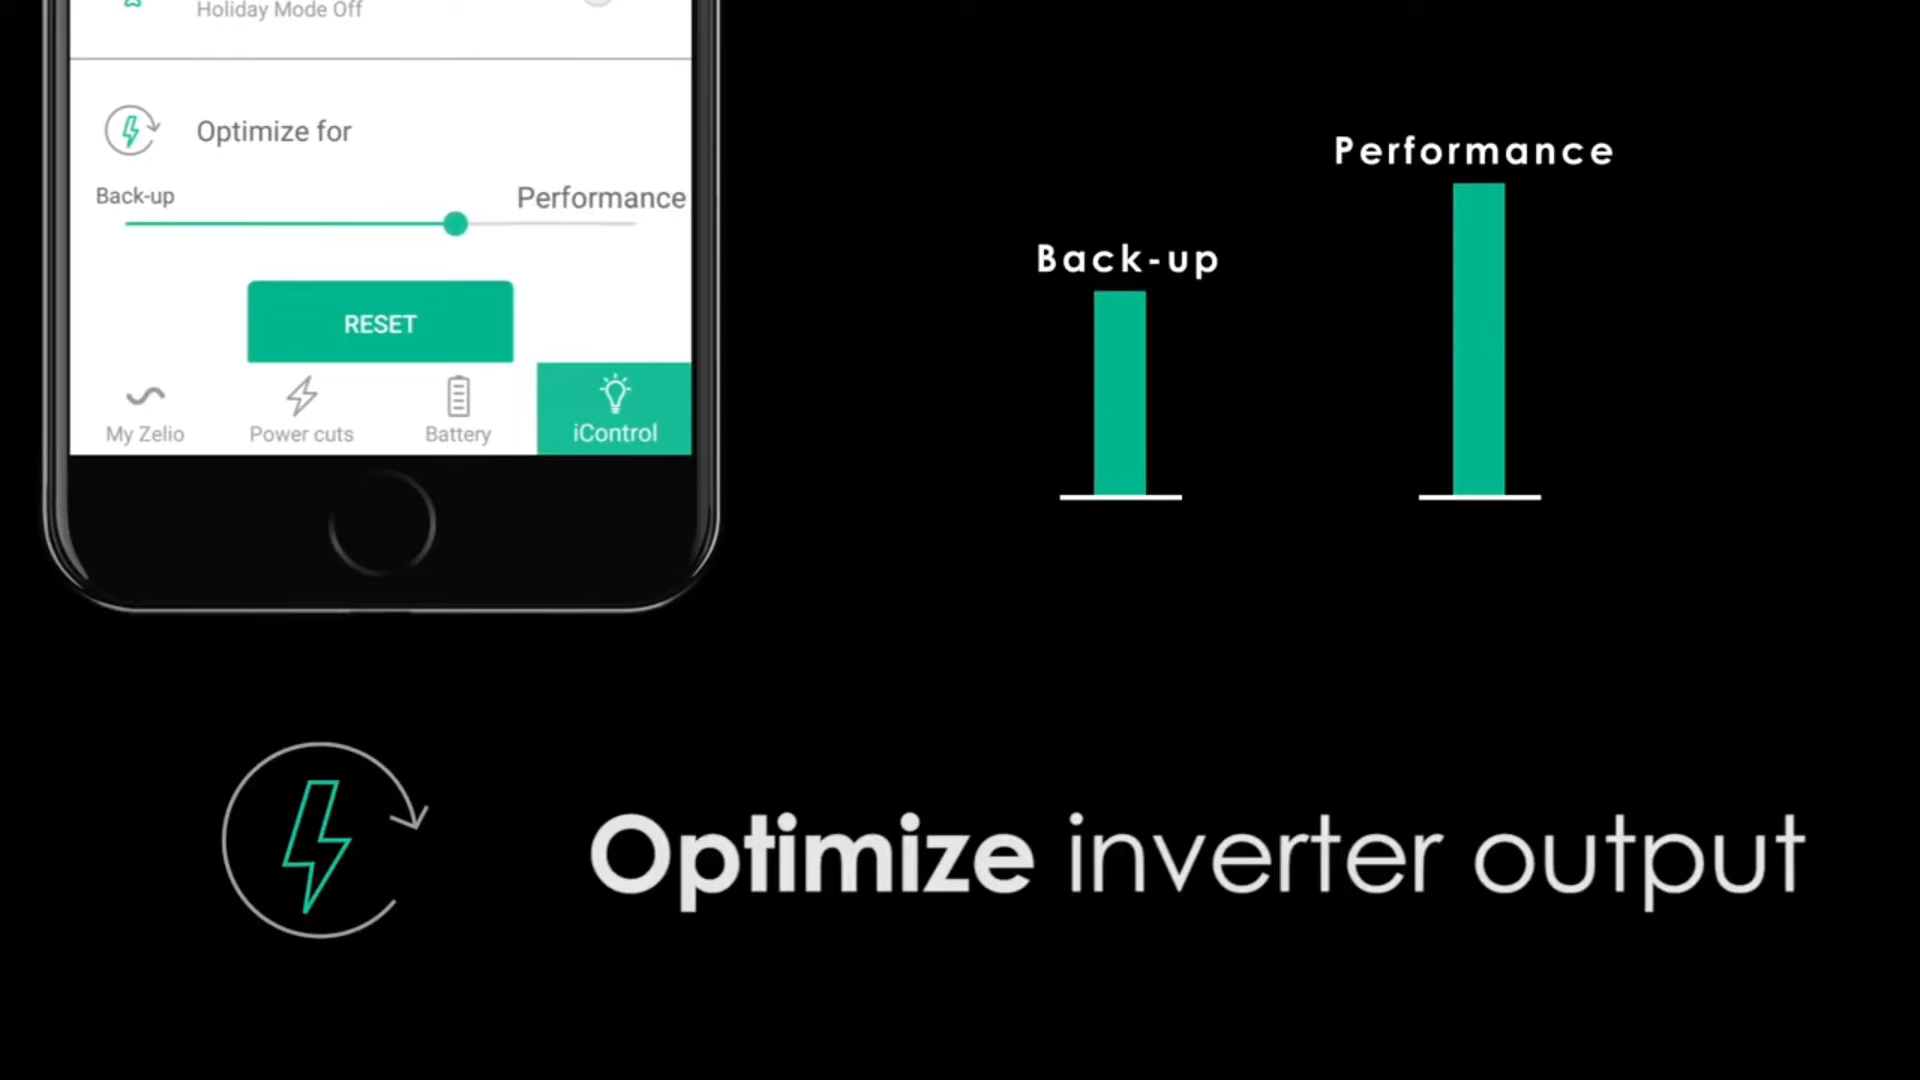 Holiday Mode Off
Optimize for
Back-up
Performance
RESET
My Zelio
Power cuts
Battery
iControl
Back-up
Performance
Optimize inverter output